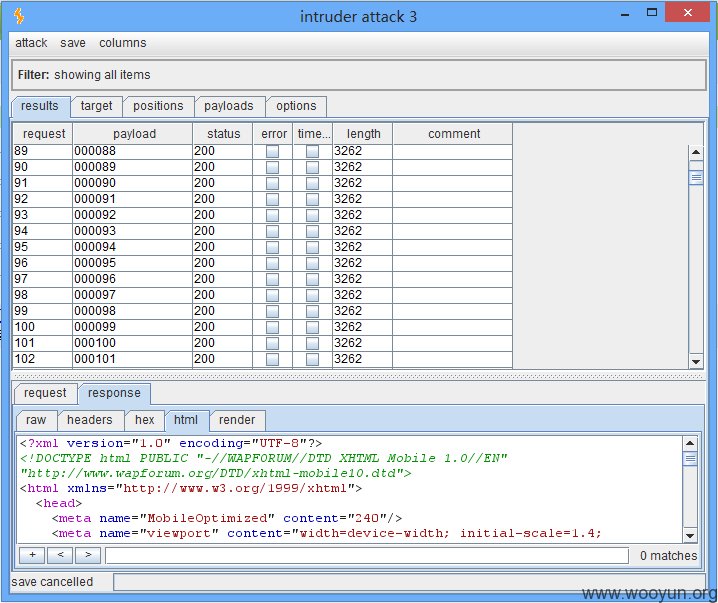 intruder attack 3
attack save columns
Filter: showing all items
results target positions payloads options
request payload status error time... length comment
89 000088 200 3262
90 000089 200 3262
91 000090 200 3262
92 000091 200 3262
93 000092 200 3262
94 000093 200 3262
95 000094 200 3262
96 000095 200 3262
97 000096 200 3262
98 000097 200 3262
99 000098 200 3262
100 000099 200 3262
101 000100 200 3262
102 000101 200 3262
request response
raw headers hex html render
<?xml version="1.0" encoding="UTF-8"?>
<!DOCTYPE html PUBLIC "-//WAPFORUM//DTD XHTML Mobile 1.0//EN"
"http://www.wapforum.org/DTD/xhtml-mobile10.dtd">
<html xmlns="http://www.w3.org/1999/xhtml">
<head>
<meta name="MobileOptimized" content="240"/>
<meta name="viewport" content="width=device-width; initial-scale=1.4;
+ < > 0 matches
save cancelled
www.wooyun.org